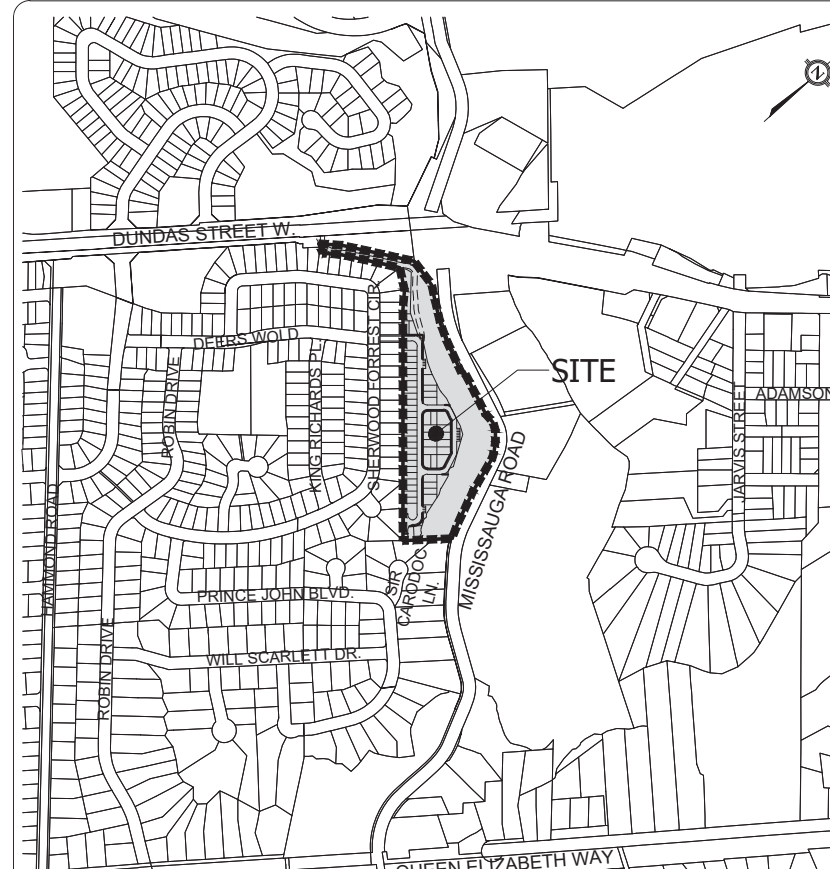 Z
DUNDAS STREET W.
DEERS WOLD
SHERWOOD FORREST CIR.
KING RICHARDS PL.
ROBIN DRIVE
SITE
ADAMSON
JARVIS STREET
MISSISSAUGA ROAD
HAMMOND ROAD
SIR
CARODOC
LN.
PRINCE JOHN BLVD.
WILL SCARLETT DR.
ROBIN DRIVE
QUEEN ELIZABETH WAY